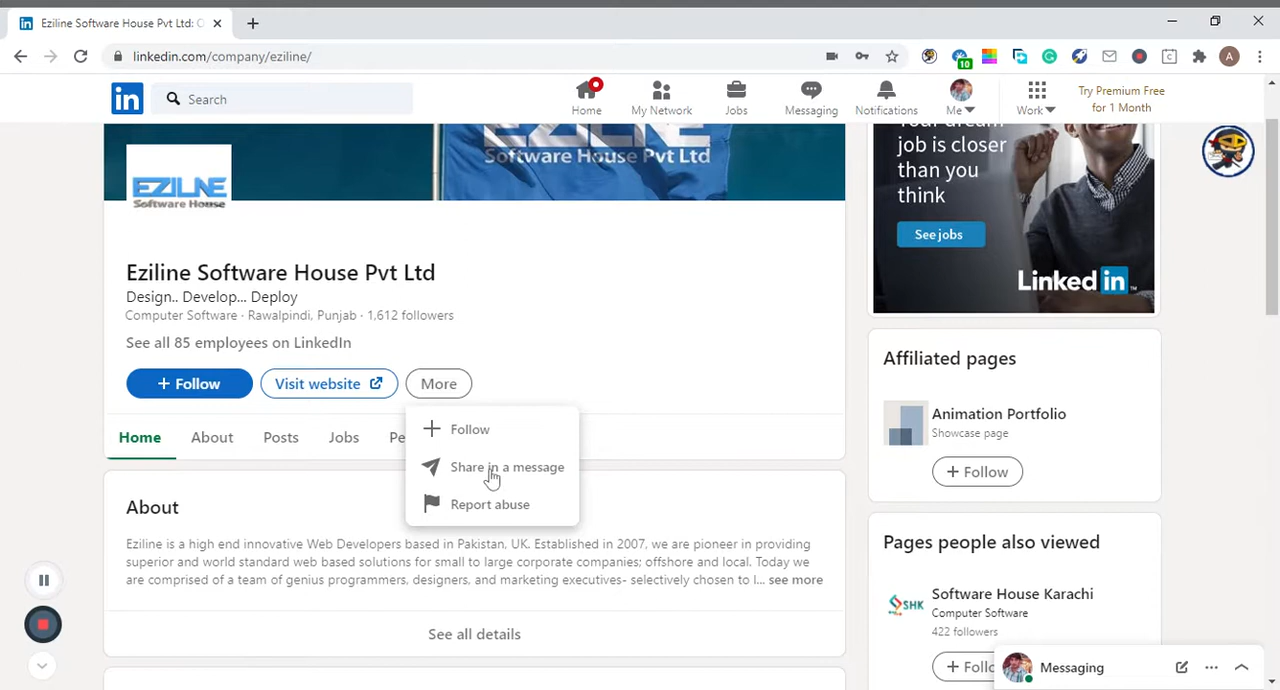 Eziline Software House Pvt Ltd: O
linkedin.com/company/eziline/
10
A
in
Search
Home
My Network
Jobs
Messaging
Notifications
Me
Work
Try Premium Free
for 1 Month
EZILINE
Software House Pvt Ltd
EZILNE
Software House
job is closer
than you
think
See jobs
Linked in
Eziline Software House Pvt Ltd
Design.. Develop... Deploy
Computer Software · Rawalpindi, Punjab · 1,612 followers
See all 85 employees on LinkedIn
+ Follow
Visit website
More
Home
About
Posts
Jobs
Pe
Follow
Share in a message
Report abuse
About
Eziline is a high end innovative Web Developers based in Pakistan, UK. Established in 2007, we are pioneer in providing
superior and world standard web based solutions for small to large corporate companies; offshore and local. Today we
are comprised of a team of genius programmers, designers, and marketing executives- selectively chosen to l... see more
See all details
Affiliated pages
Animation Portfolio
Showcase page
+ Follow
Pages people also viewed
SHK
Software House Karachi
Computer Software
422 followers
+ Follo
Messaging